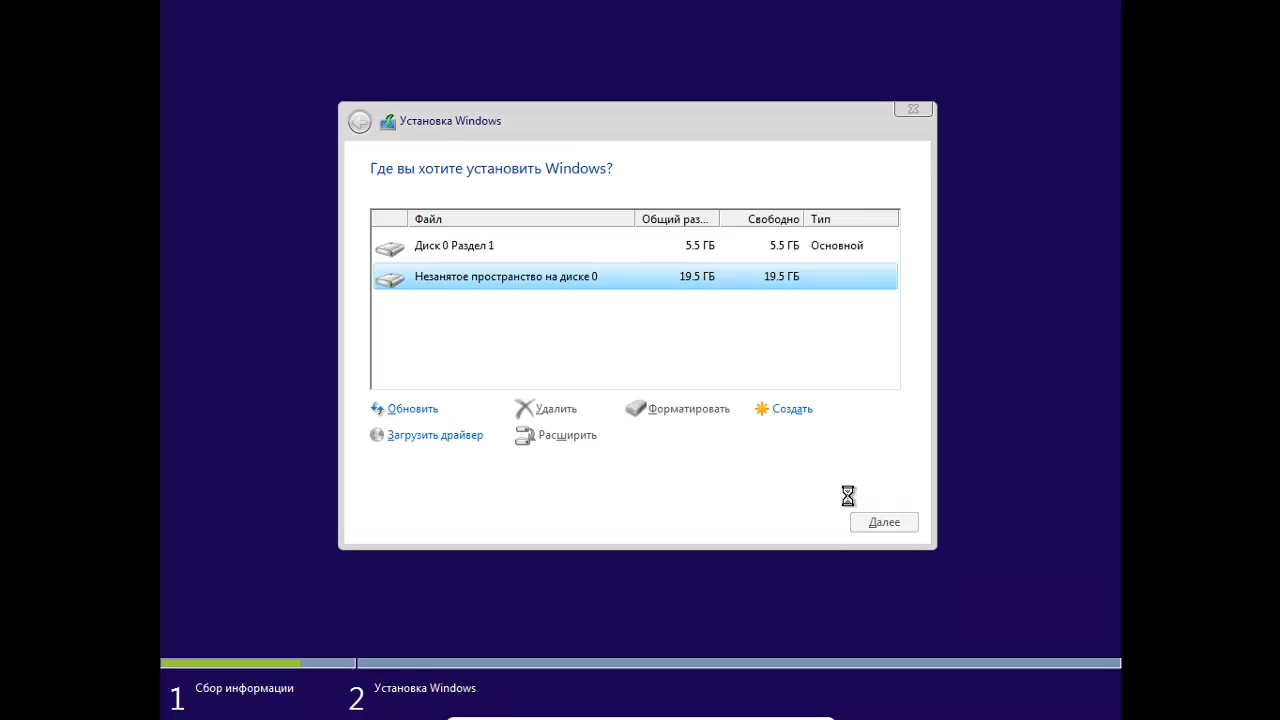 Установка Windows
Где вы хотите установить Windows?
Файл Общий раз... Свободно Тип
Диск 0 Раздел 1 5.5 ГБ 5.5 ГБ Основной
Незанятое пространство на диске 0 19.5 ГБ 19.5 ГБ
Обновить Удалить Форматировать Создать
Загрузить драйвер Расширить
Далее
1 Сбор информации 2 Установка Windows